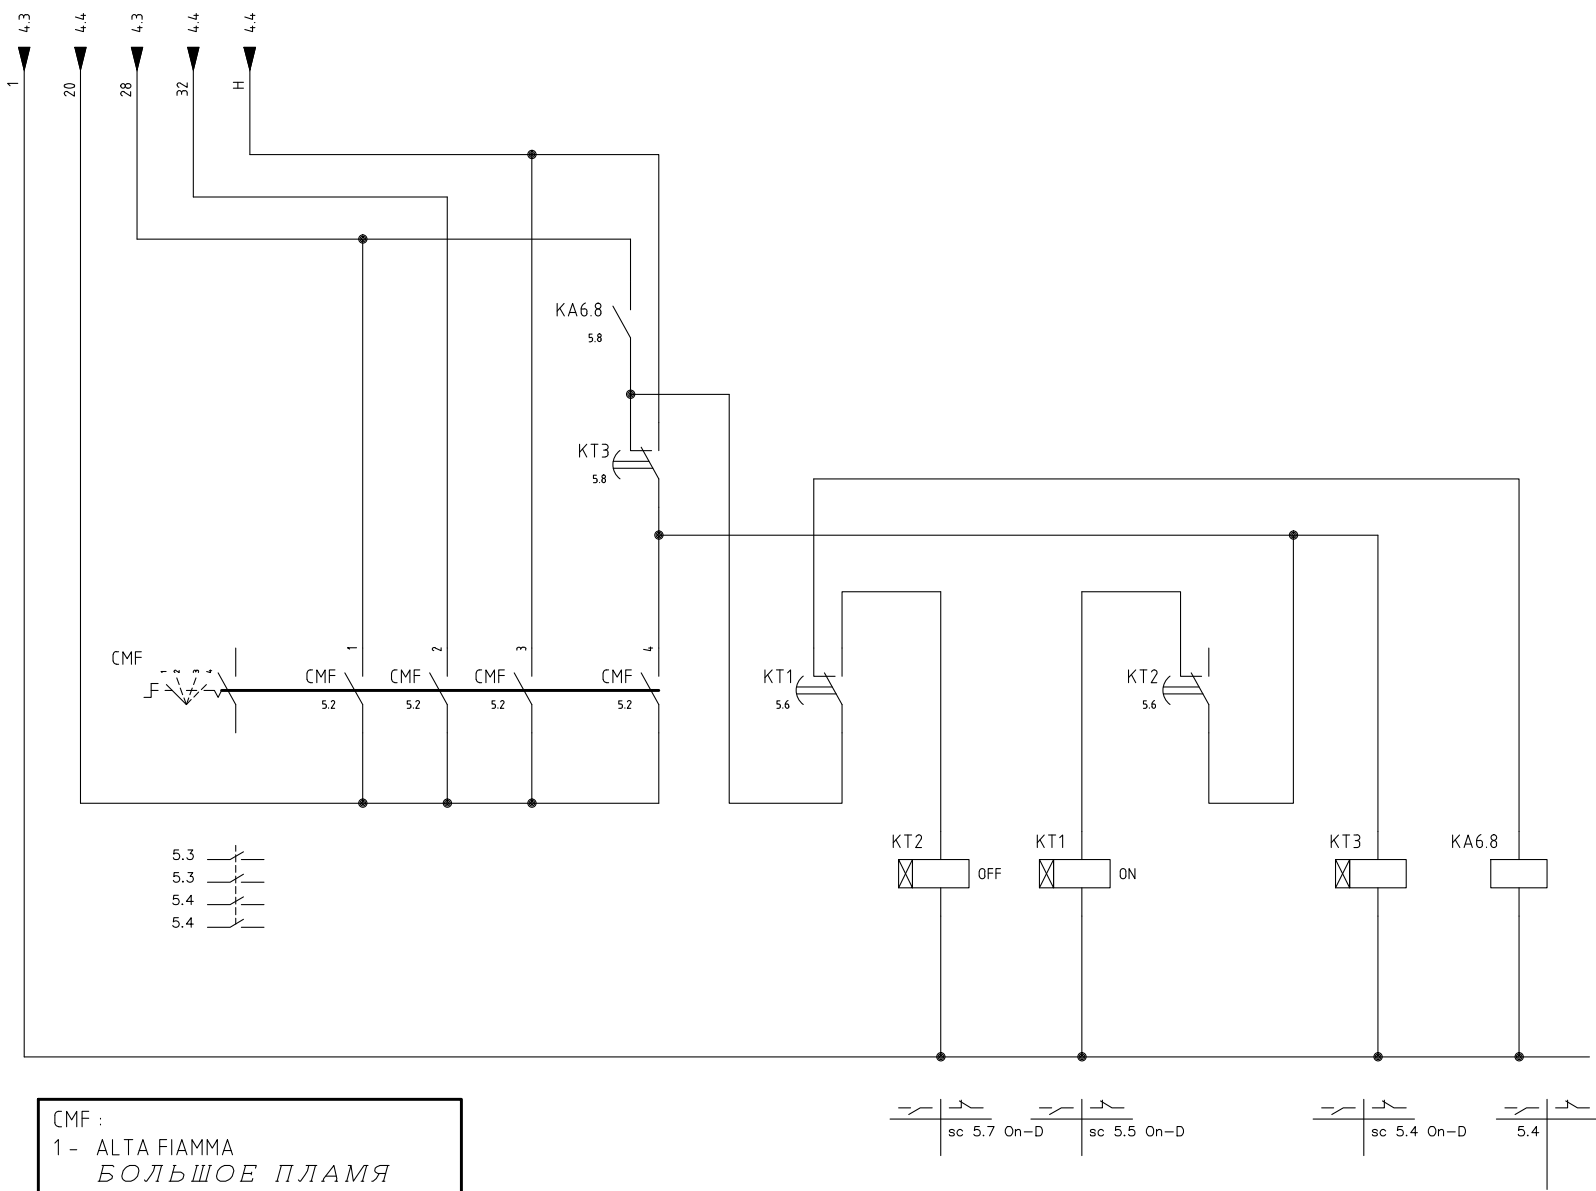 4.3 4.4 4.3 4.4 4.4
1 20 28 32 H
KA6.8
5.8
KT3
5.8
1 2 3 4
CMF
1 2 3 4
CMF CMF CMF CMF KT1 KT2
5.2 5.2 5.2 5.2 5.6 5.6
KT2 KT1 KT3 KA6.8
OFF ON
5.3
5.3
5.4
5.4
CMF :
1 - ALTA FIAMMA
БОЛЬШОЕ ПЛАМЯ
sc 5.7 On-D sc 5.5 On-D sc 5.4 On-D 5.4